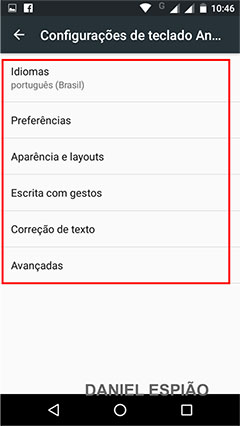 G 10:46
Configurações de teclado An...
Idiomas
português (Brasil)
Preferências
Aparência e layouts
Escrita com gestos
Correção de texto
Avançadas
DANIEL ESPIÃO